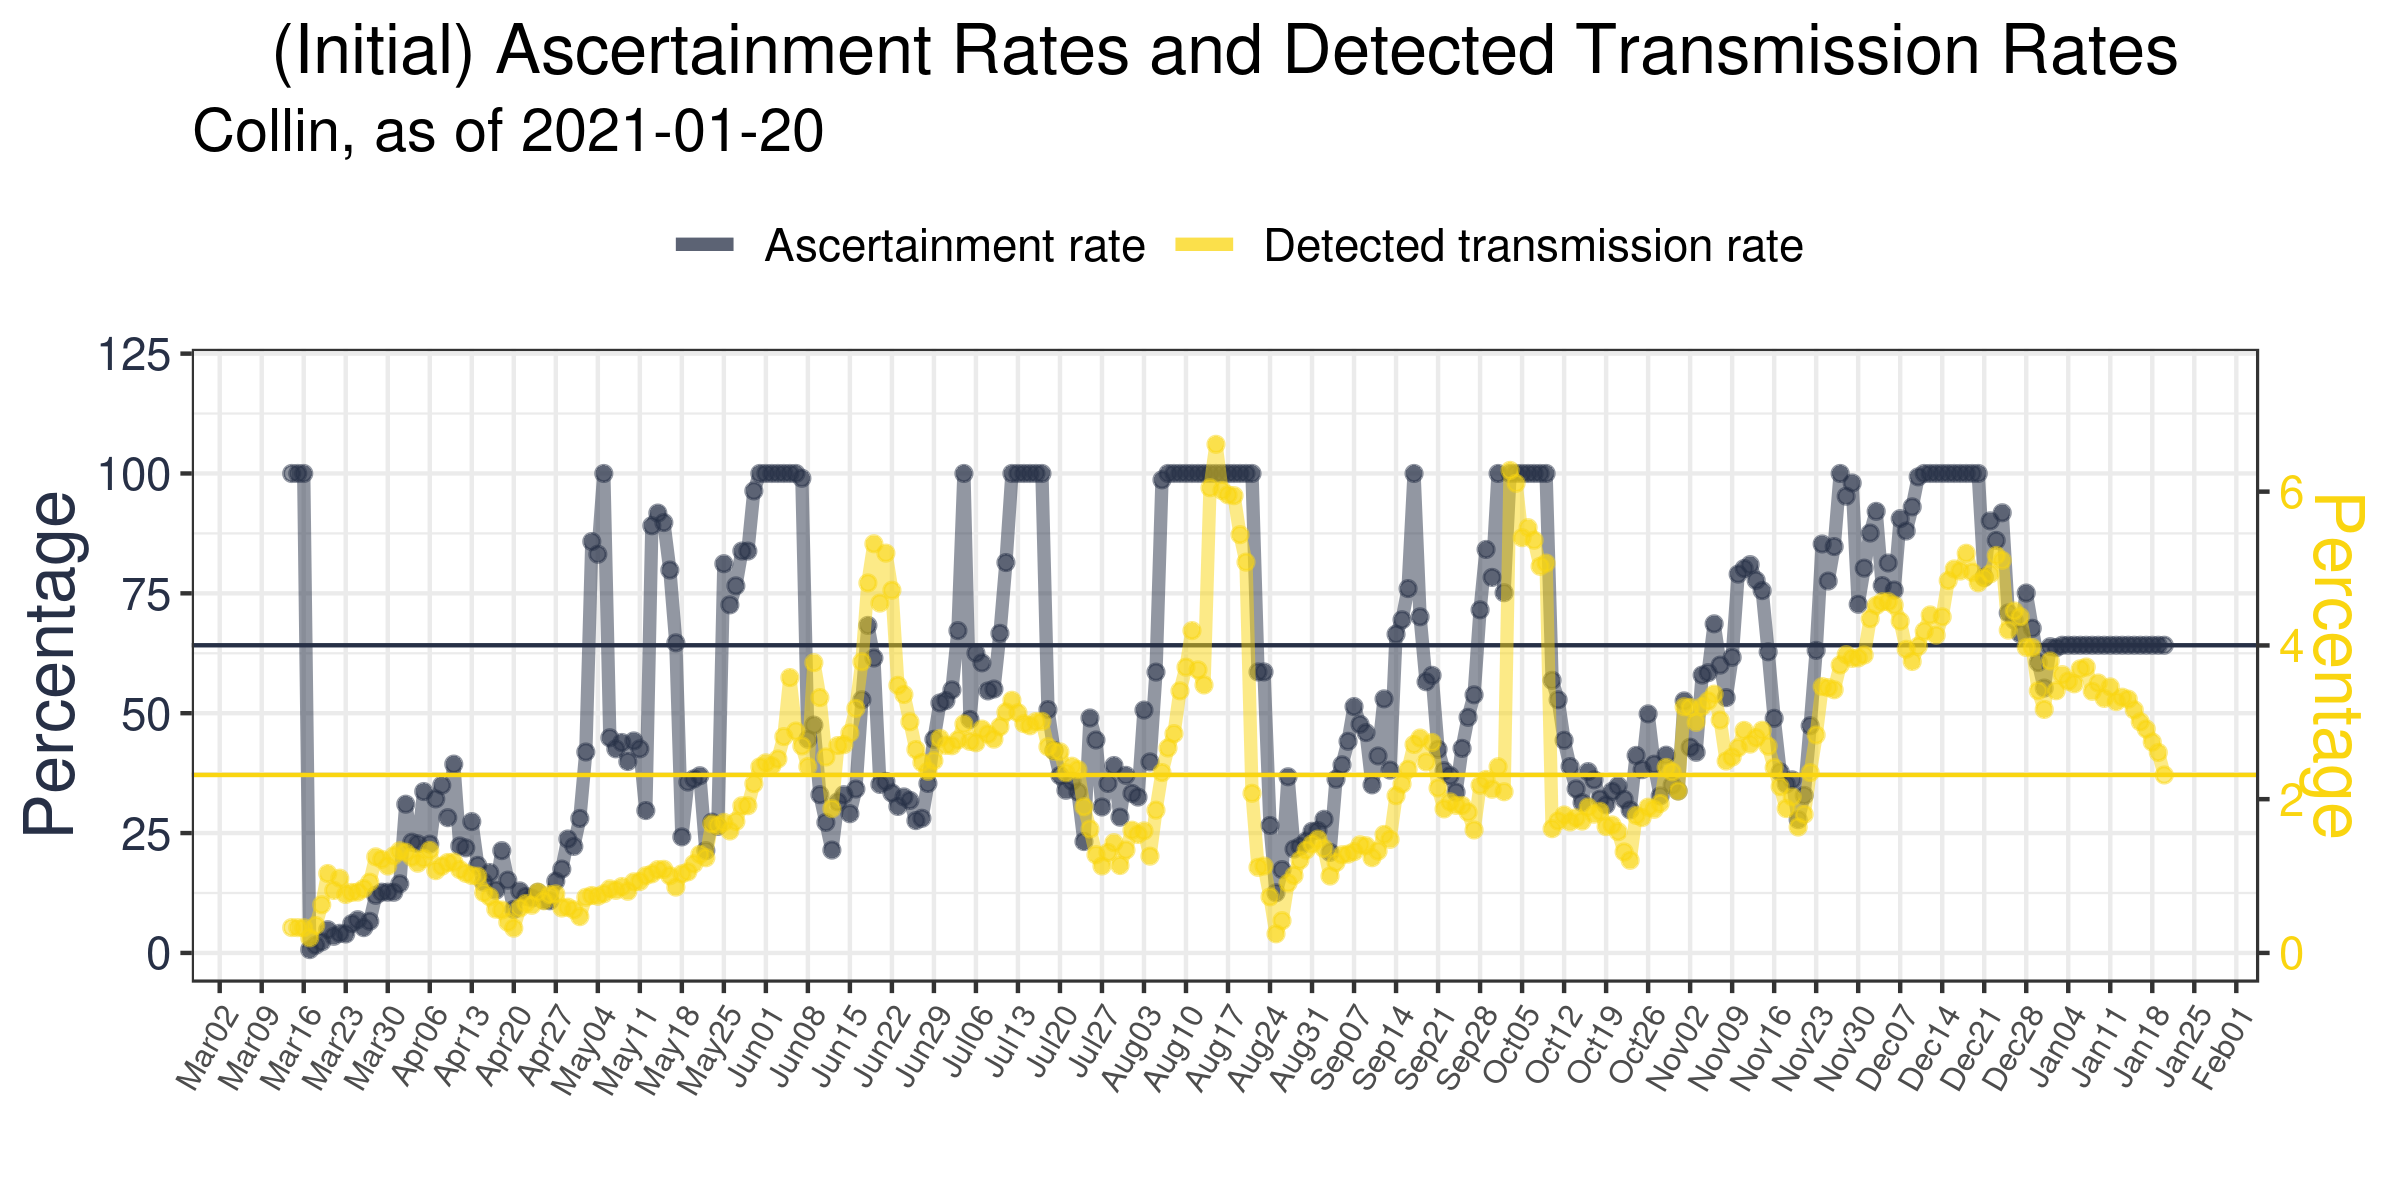 (Initial) Ascertainment Rates and Detected Transmission Rates
Collin, as of 2021-01-20
Ascertainment rate
Detected transmission rate
Percentage
125
100
75
50
25
0
6
4
2
0
Percentage
Mar02
Mar09
Mar16
Mar23
Mar30
Apr06
Apr13
Apr20
Apr27
May04
May11
May18
May25
Jun01
Jun08
Jun15
Jun22
Jun29
Jul06
Jul13
Jul20
Jul27
Aug03
Aug10
Aug17
Aug24
Aug31
Sep07
Sep14
Sep21
Sep28
Oct05
Oct12
Oct19
Oct26
Nov02
Nov09
Nov16
Nov23
Nov30
Dec07
Dec14
Dec21
Dec28
Jan04
Jan11
Jan18
Jan25
Feb01